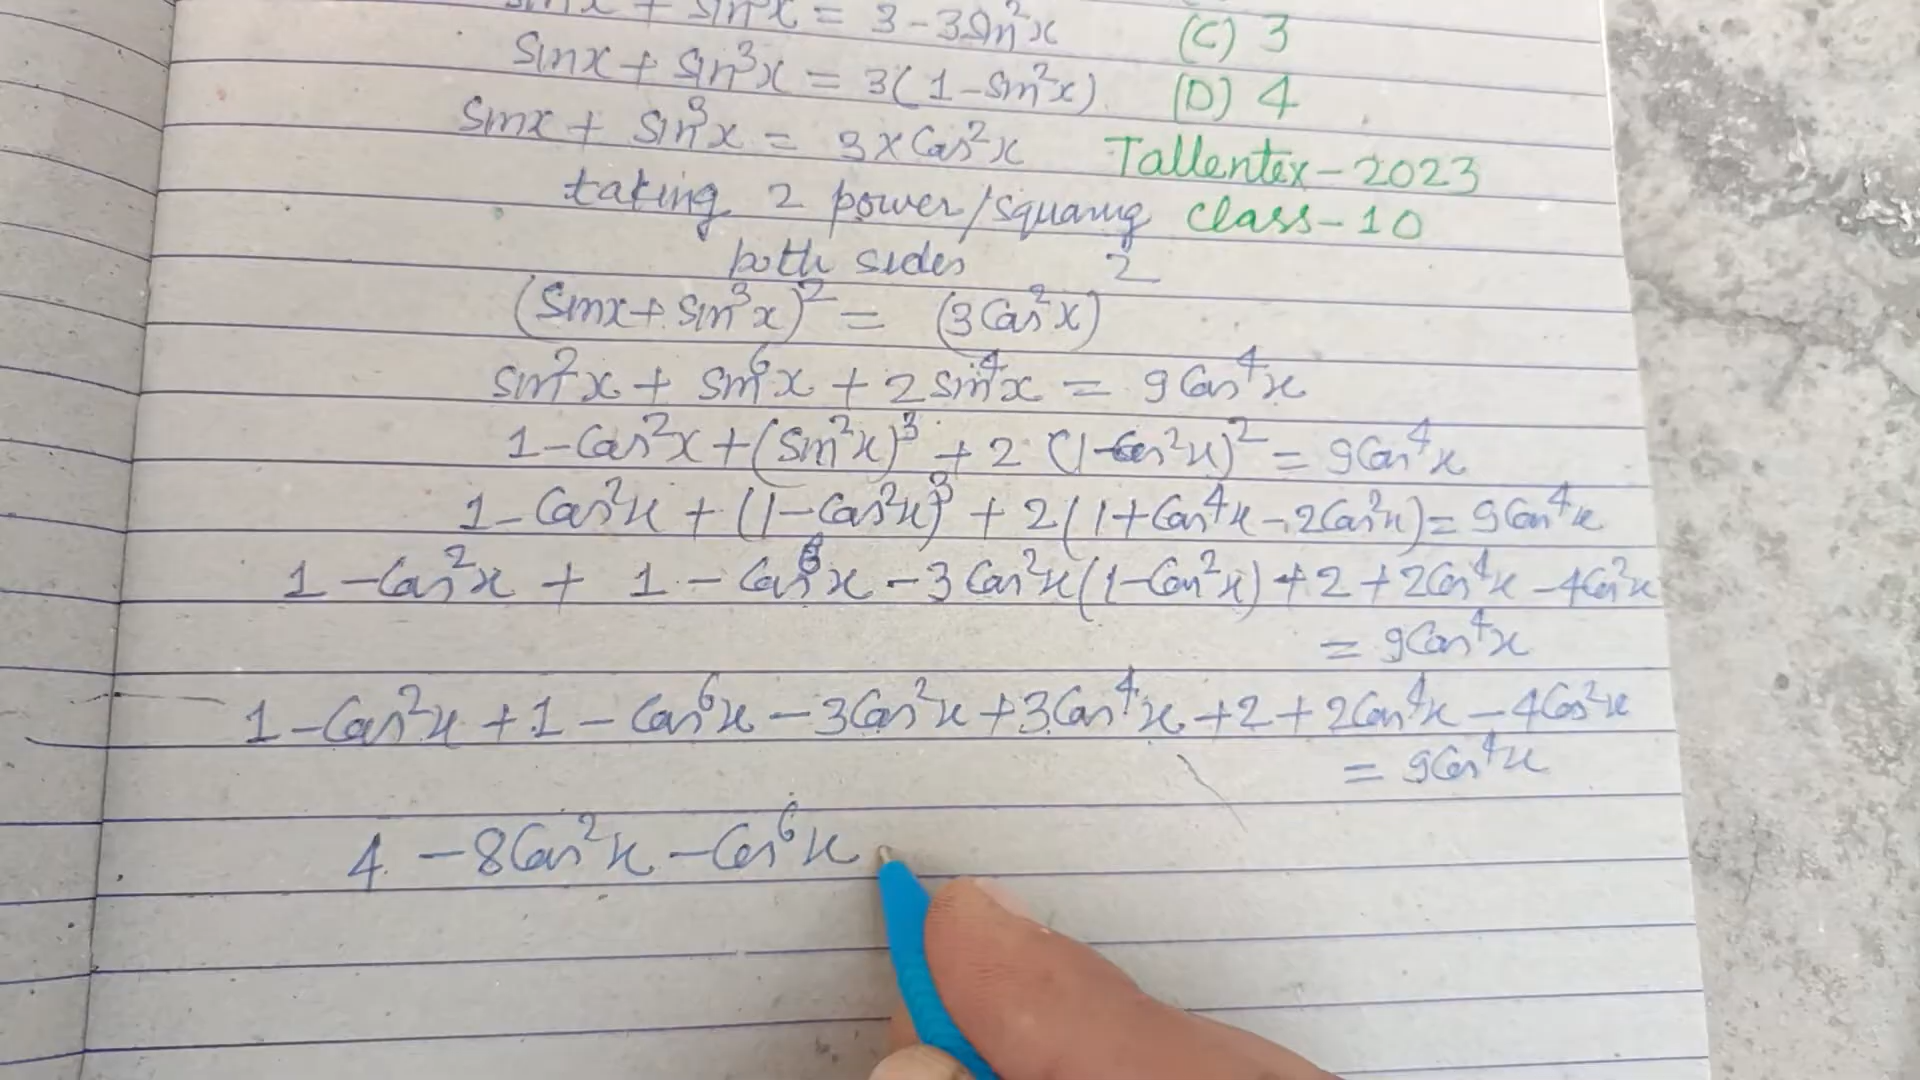 sinx + sin³x = 3 - 3sin²x
(C) 3
sinx + sin³x = 3(1 - sin²x)
(D) 4
sinx + sin³x = 3 x Cos²x
Tallentex - 2023
taking 2 power/squaring
class - 10
both sides
(sinx + sin³x)² = (3Cos²x)²
sin²x + sin⁶x + 2sin⁴x = 9Cos⁴x
1 - Cos²x + (sin²x)³ + 2(1 - Cos²x)² = 9Cos⁴x
1 - Cos²x + (1 - Cos²x)³ + 2(1 + Cos⁴x - 2Cos²x) = 9Cos⁴x
1 - Cos²x + 1 - Cos⁶x - 3Cos²x(1 - Cos²x) + 2 + 2Cos⁴x - 4Cos²x
= 9Cos⁴x
1 - Cos²x + 1 - Cos⁶x - 3Cos²x + 3Cos⁴x + 2 + 2Cos⁴x - 4Cos²x
= 9Cos⁴x
4 - 8Cos²x - Cos⁶x